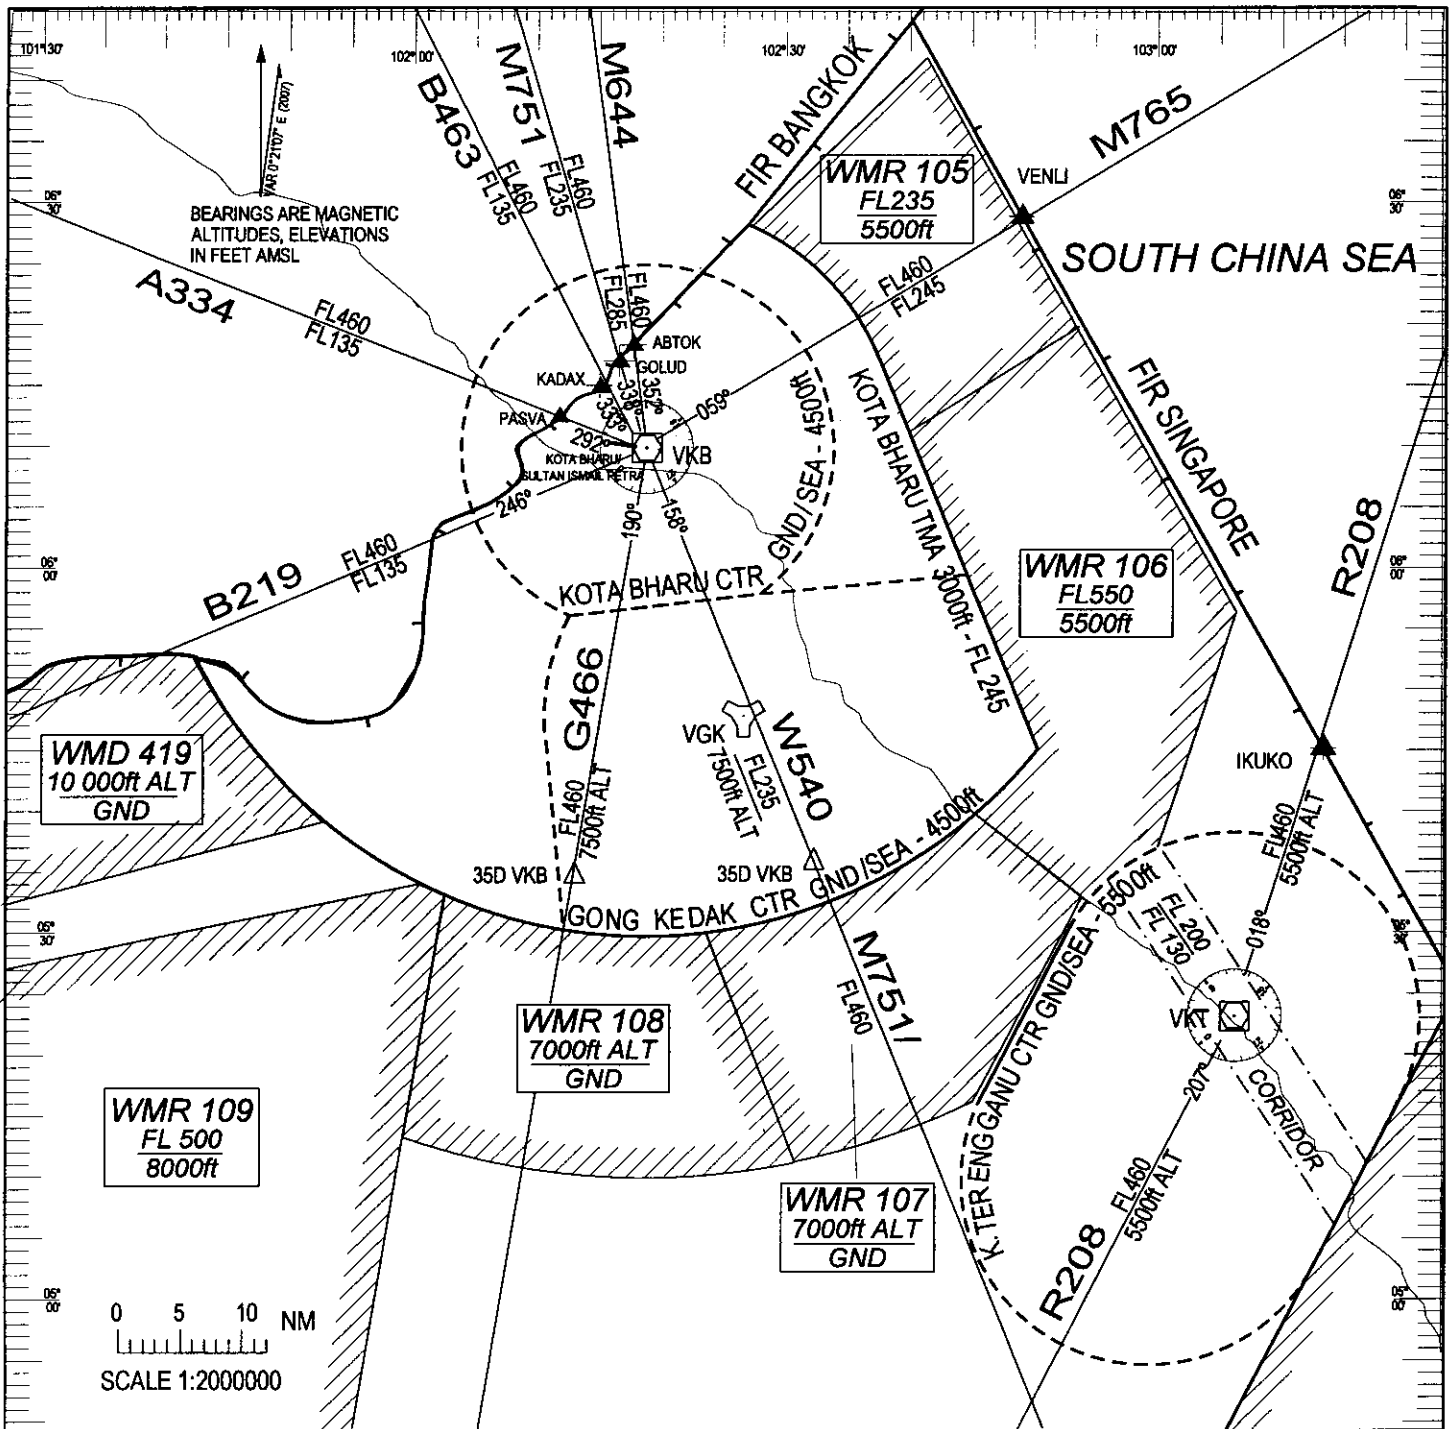 101°30'
102°00'
102°30'
103°00'
VAR 0°21'07" E (2007)
BEARINGS ARE MAGNETIC
ALTITUDES, ELEVATIONS
IN FEET AMSL
B463
FL460
FL135
M751
FL460
FL235
M644
FIR BANGKOK
WMR 105
FL235
5500ft
M765
VENLI
06°
30'
06°
30'
SOUTH CHINA SEA
FL460
FL245
A334
FL460
FL135
FL285
FL460
ABTOK
GOLUD
KADAX
PASVA
333°
338°
352°
059°
292°
KOTA BHARU/
SULTAN ISMAIL PETRA
VKB
246°
190°
158°
GND/SEA - 4500ft
KOTA BHARU CTR
KOTA BHARU TMA 3000ft - FL 245
FIR SINGAPORE
R208
06°
00'
06°
00'
B219
FL460
FL135
WMR 106
FL550
5500ft
G466
FL460
7500ft ALT
VGK
FL235
7500ft ALT
W540
IKUKO
WMD 419
10 000ft ALT
GND
FL460
5500ft ALT
35D VKB
35D VKB
GONG KEDAK CTR GND/SEA - 4500ft
05°
30'
M751/
FL460
K.TERENGGANU CTR GND/SEA - 5500ft
FL 200
FL 130
018°
VKT
207°
CORRIDOR
WMR 108
7000ft ALT
GND
WMR 109
FL 500
8000ft
WMR 107
7000ft ALT
GND
R208
FL460
5500ft ALT
05°
00'
05°
00'
0 5 10 NM
SCALE 1:2000000